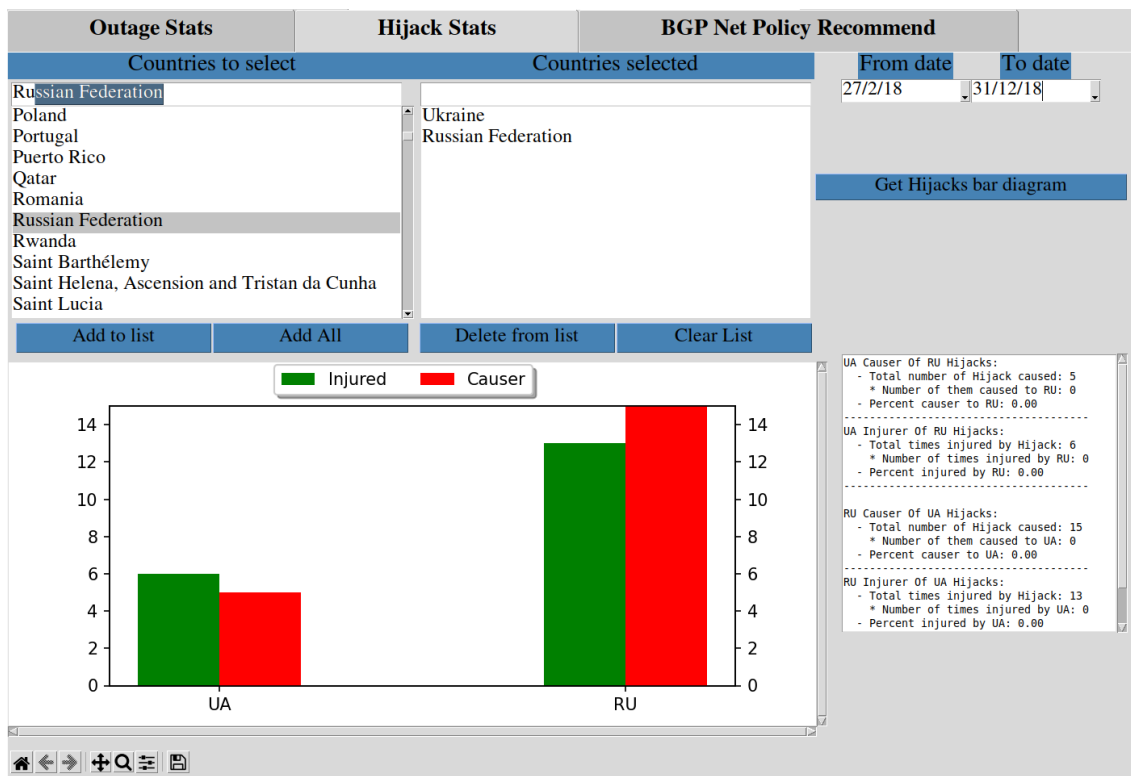 Outage Stats
Hijack Stats
BGP Net Policy Recommend
Countries to select
Countries selected
From date
To date
Russian Federation
27/2/18
31/12/18
Poland
Portugal
Puerto Rico
Qatar
Romania
Russian Federation
Rwanda
Saint Barthélemy
Saint Helena, Ascension and Tristan da Cunha
Saint Lucia
Ukraine
Russian Federation
Get Hijacks bar diagram
Add to list
Add All
Delete from list
Clear List
Injured
Causer
14
12
10
8
6
4
2
0
14
12
10
8
6
4
2
0
UA
RU
UA Causer Of RU Hijacks:
- Total number of Hijack caused: 5
* Number of them caused to RU: 0
- Percent causer to RU: 0.00
--------------------------------------
UA Injurer Of RU Hijacks:
- Total times injured by Hijack: 6
* Number of times injured by RU: 0
- Percent injured by RU: 0.00
--------------------------------------
RU Causer Of UA Hijacks:
- Total number of Hijack caused: 15
* Number of them caused to UA: 0
- Percent causer to UA: 0.00
--------------------------------------
RU Injurer Of UA Hijacks:
- Total times injured by Hijack: 13
* Number of times injured by UA: 0
- Percent injured by UA: 0.00